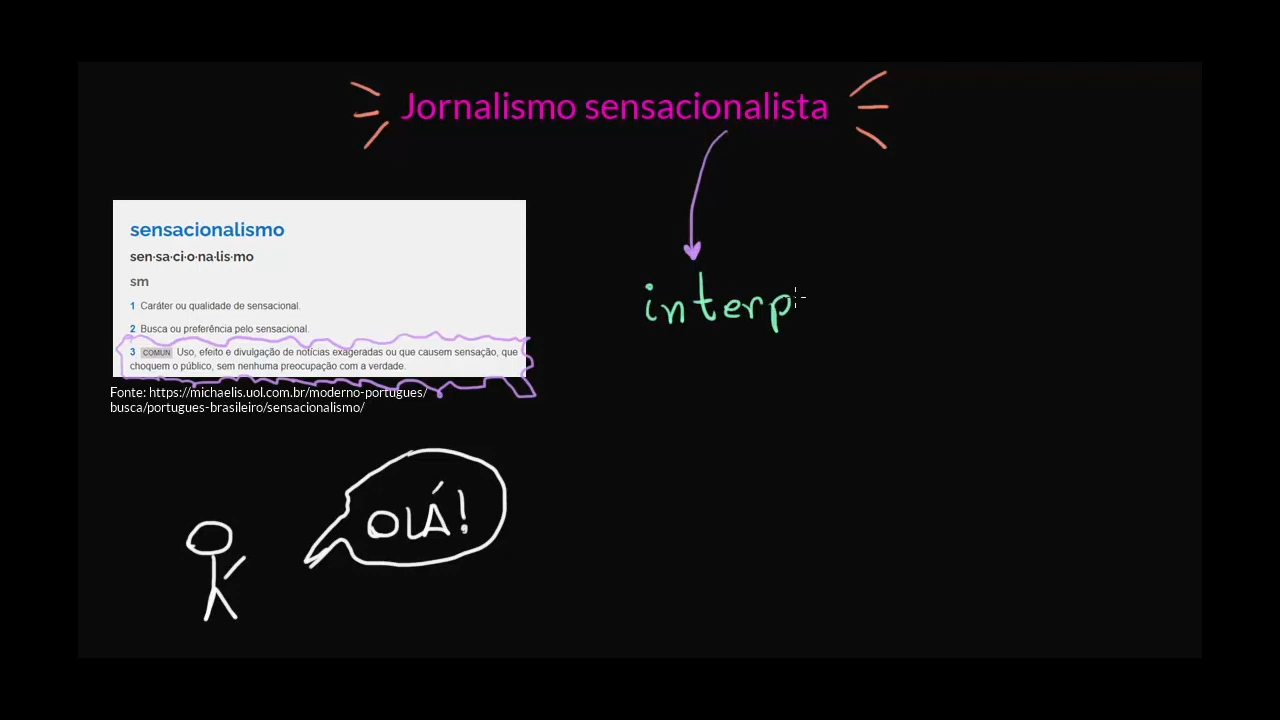 Jornalismo sensacionalista
sensacionalismo
sen·sa·ci·o·na·lis·mo
sm
1 Caráter ou qualidade de sensacional.
2 Busca ou preferência pelo sensacional.
3 COMUN Uso, efeito e divulgação de notícias exageradas ou que causem sensação, que
choquem o público, sem nenhuma preocupação com a verdade.
Fonte: https://michaelis.uol.com.br/moderno-portugues/
busca/portugues-brasileiro/sensacionalismo/
interp
OLÁ!